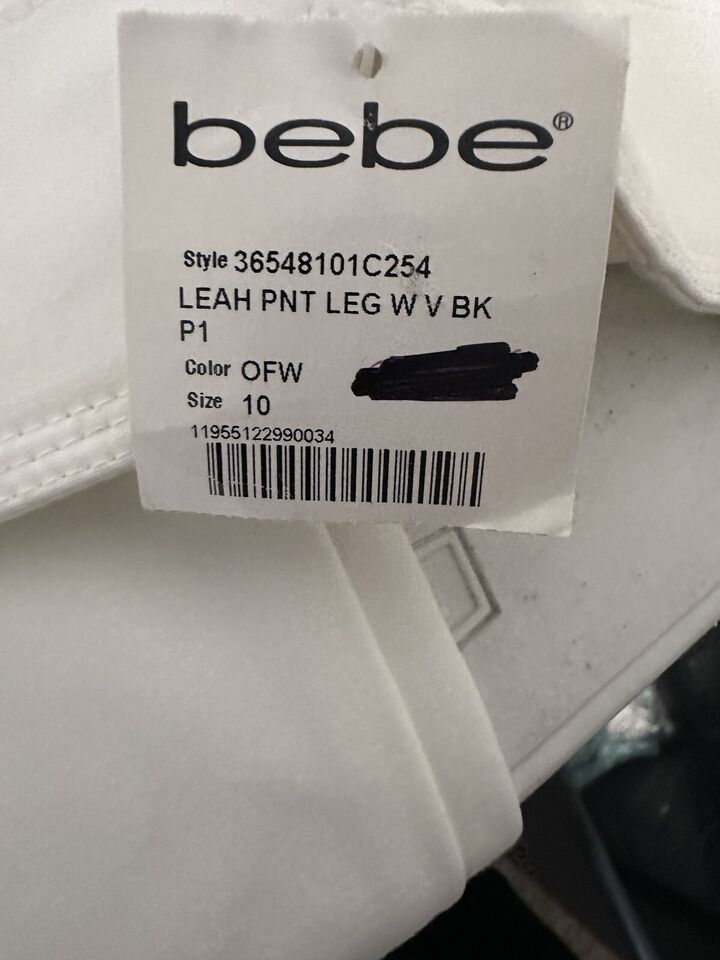 bebe®
Style 36548101C254
LEAH PNT LEG W V BK
P1
Color OFW
Size 10
11955122990034